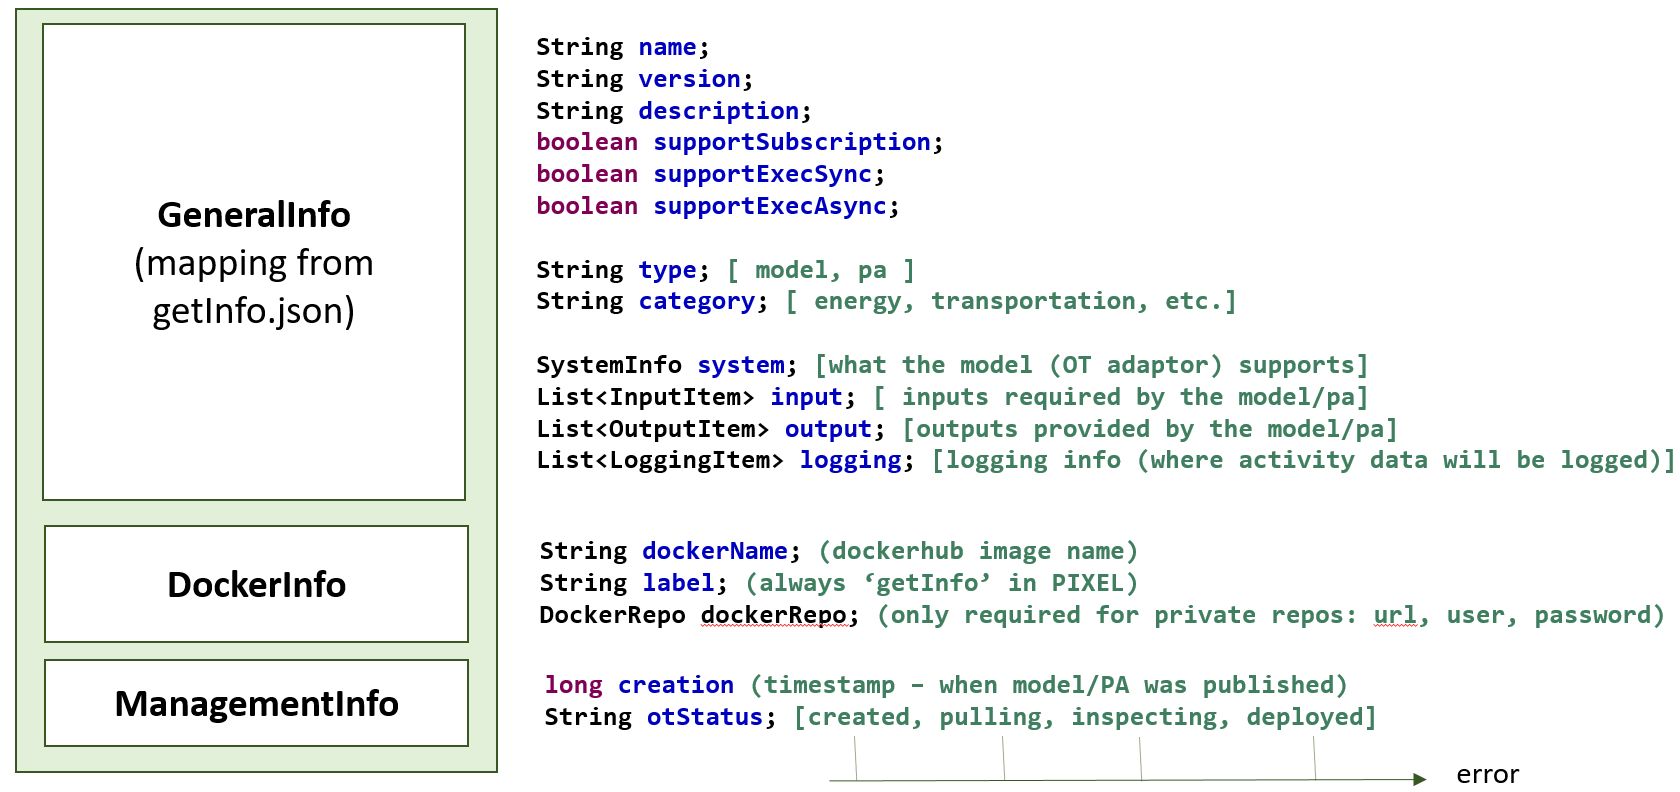 GeneralInfo
(mapping from
getInfo.json)
String name;
String version;
String description;
boolean supportSubscription;
boolean supportExecSync;
boolean supportExecAsync;
String type; [ model, pa ]
String category; [ energy, transportation, etc.]
SystemInfo system; [what the model (OT adaptor) supports]
List<InputItem> input; [ inputs required by the model/pa]
List<OutputItem> output; [outputs provided by the model/pa]
List<LoggingItem> logging; [logging info (where activity data will be logged)]
DockerInfo
String dockerName; (dockerhub image name)
String label; (always ‘getInfo’ in PIXEL)
DockerRepo dockerRepo; (only required for private repos: url, user, password)
ManagementInfo
long creation (timestamp – when model/PA was published)
String otStatus; [created, pulling, inspecting, deployed]
error